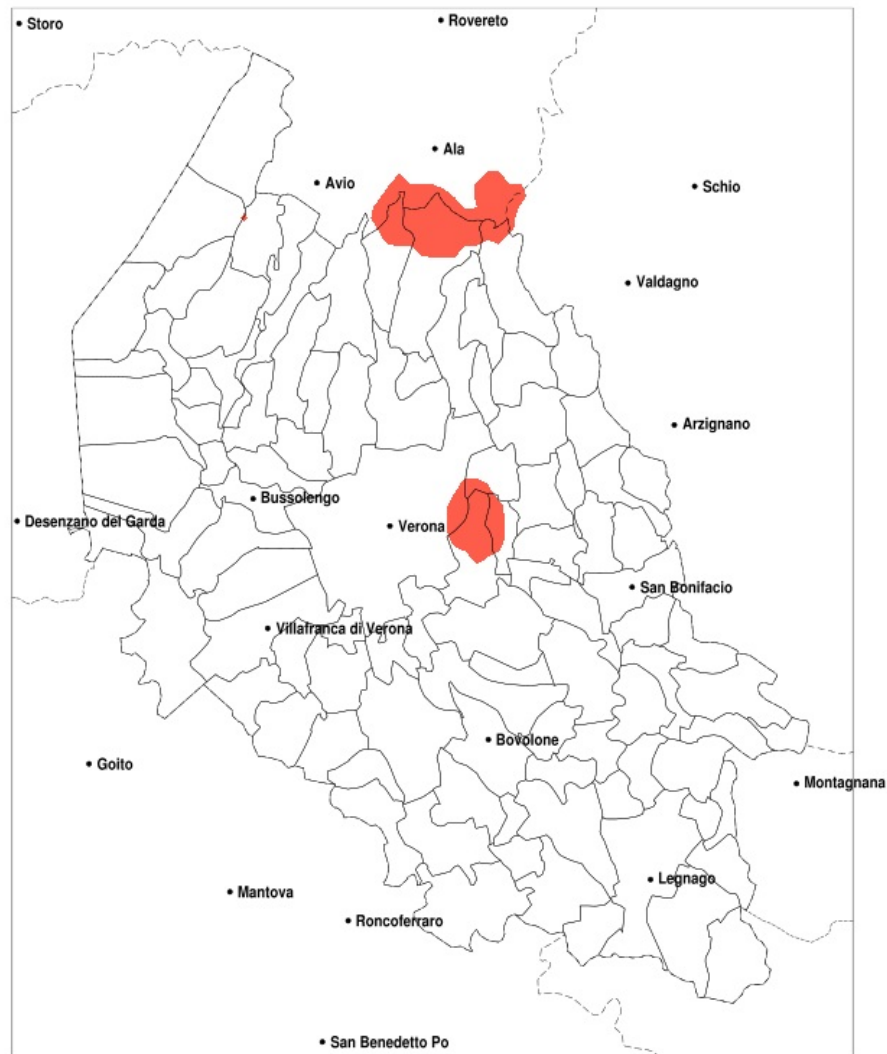 Storo
Rovereto
Ala
Avio
Schio
Valdagno
Arzignano
Bussolengo
Desenzano del Garda
Verona
San Bonifacio
Villafranca di Verona
Bovolone
Goito
Montagnana
Legnago
Mantova
Roncoferraro
San Benedetto Po